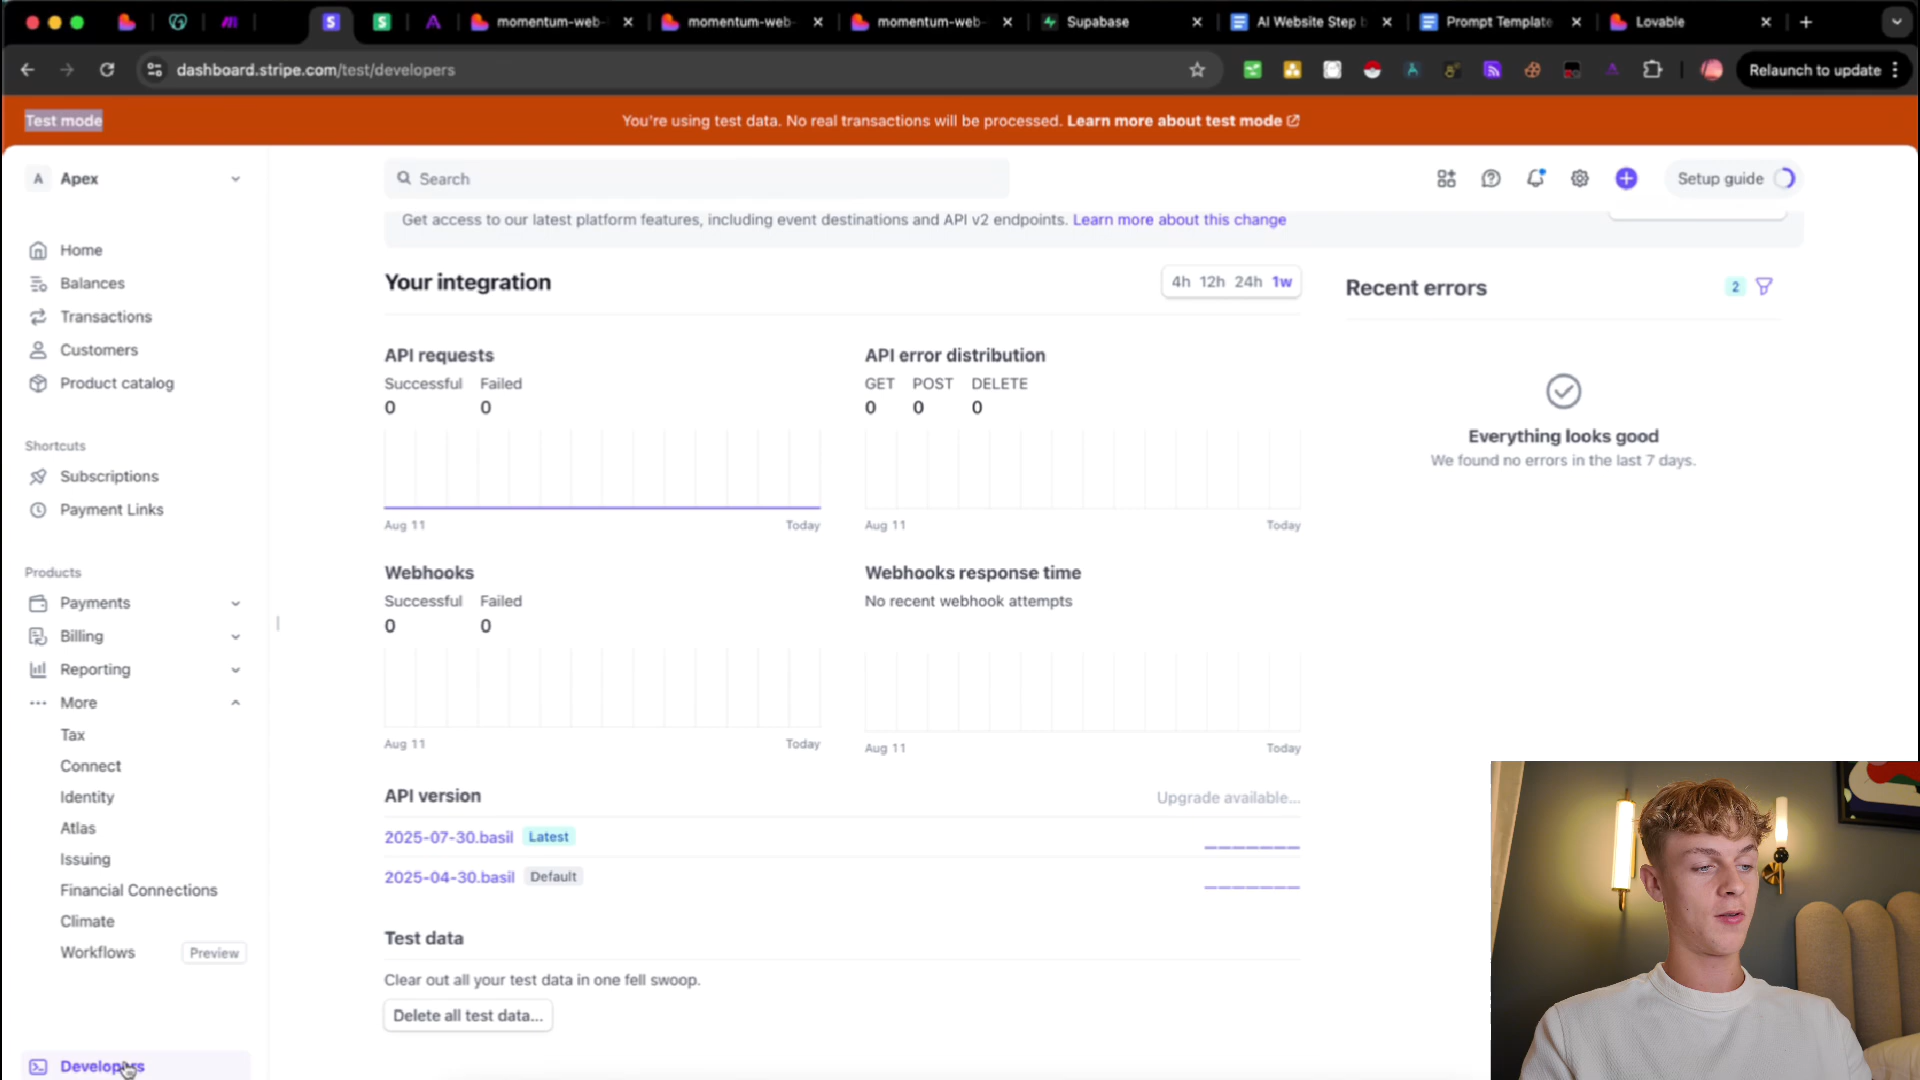 momentum-web-
momentum-web-
momentum-web-
Supabase
AI Website Step b
Prompt Template
Lovable
dashboard.stripe.com/test/developers
Relaunch to update
Test mode
You're using test data. No real transactions will be processed. Learn more about test mode
A Apex
Search
Setup guide
Get access to our latest platform features, including event destinations and API v2 endpoints. Learn more about this change
Home
Balances
Transactions
Customers
Product catalog
Shortcuts
Subscriptions
Payment Links
Products
Payments
Billing
Reporting
More
Tax
Connect
Identity
Atlas
Issuing
Financial Connections
Climate
Workflows Preview
Developers
Your integration
4h 12h 24h 1w
API requests
Successful Failed
0 0
Aug 11 Today
API error distribution
GET POST DELETE
0 0 0
Aug 11 Today
Webhooks
Successful Failed
0 0
Aug 11 Today
Webhooks response time
No recent webhook attempts
Aug 11 Today
API version
Upgrade available...
2025-07-30.basil Latest
2025-04-30.basil Default
Test data
Clear out all your test data in one fell swoop.
Delete all test data...
Recent errors
2
Everything looks good
We found no errors in the last 7 days.